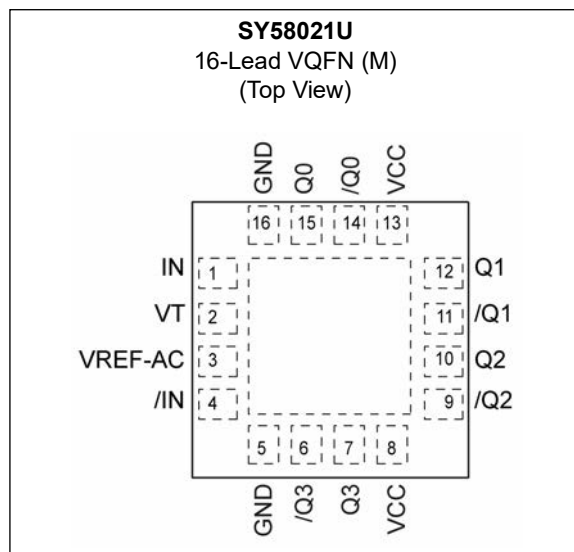 SY58021U
16-Lead VQFN (M)
(Top View)
GND Q0 /Q0 VCC
16 15 14 13
IN 1 12 Q1
VT 2 11 /Q1
VREF-AC 3 10 Q2
/IN 4 9 /Q2
5 6 7 8
GND /Q3 Q3 VCC